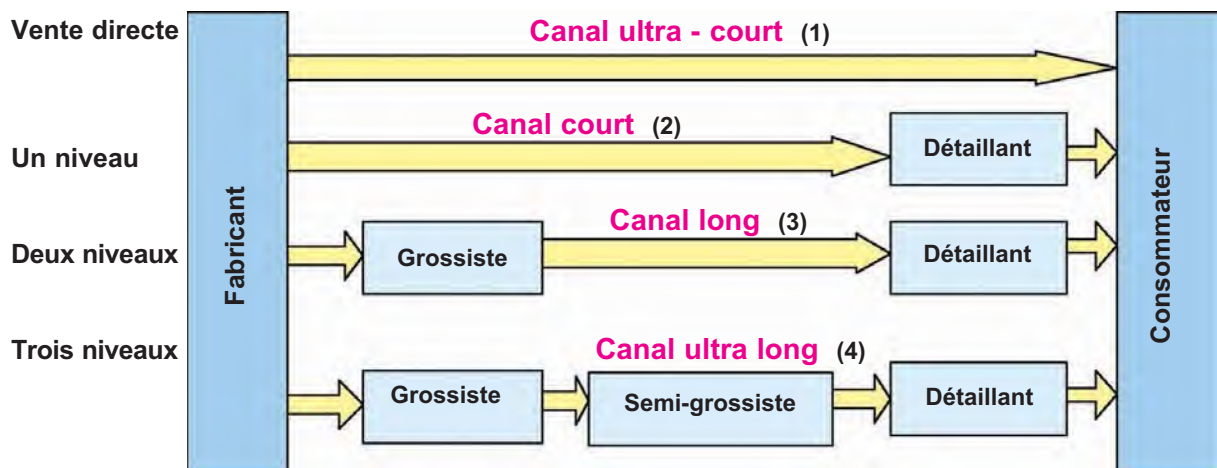 Vente directe
Canal ultra - court (1)
Canal court (2)
Un niveau
Détaillant
Canal long (3)
Deux niveaux
Grossiste
Détaillant
Trois niveaux
Canal ultra long (4)
Grossiste
Semi-grossiste
Détaillant
Fabricant
Consommateur